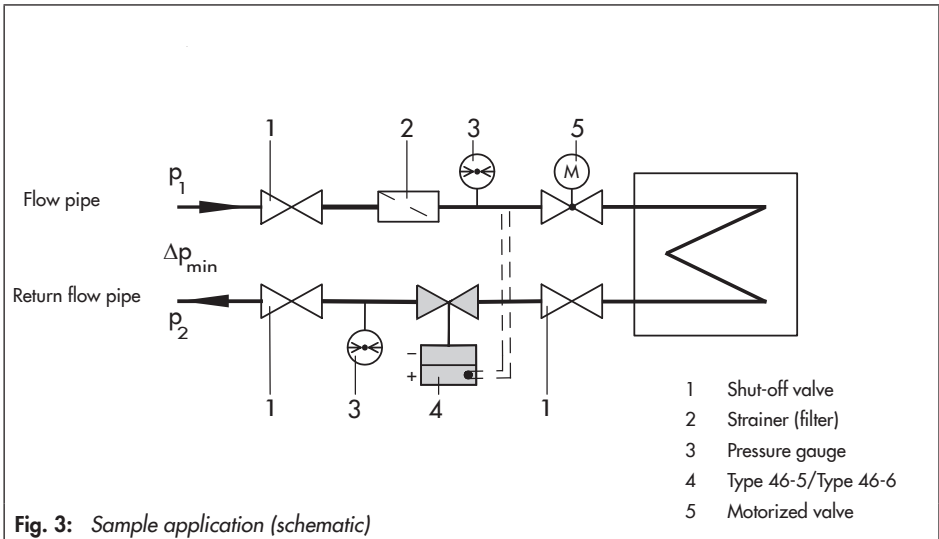 1 2 3 5
M
p1
Flow pipe
Δpmin
Return flow pipe
p2
−
+
1 3 4 1
1 Shut-off valve
2 Strainer (filter)
3 Pressure gauge
4 Type 46-5/Type 46-6
5 Motorized valve
Fig. 3: Sample application (schematic)